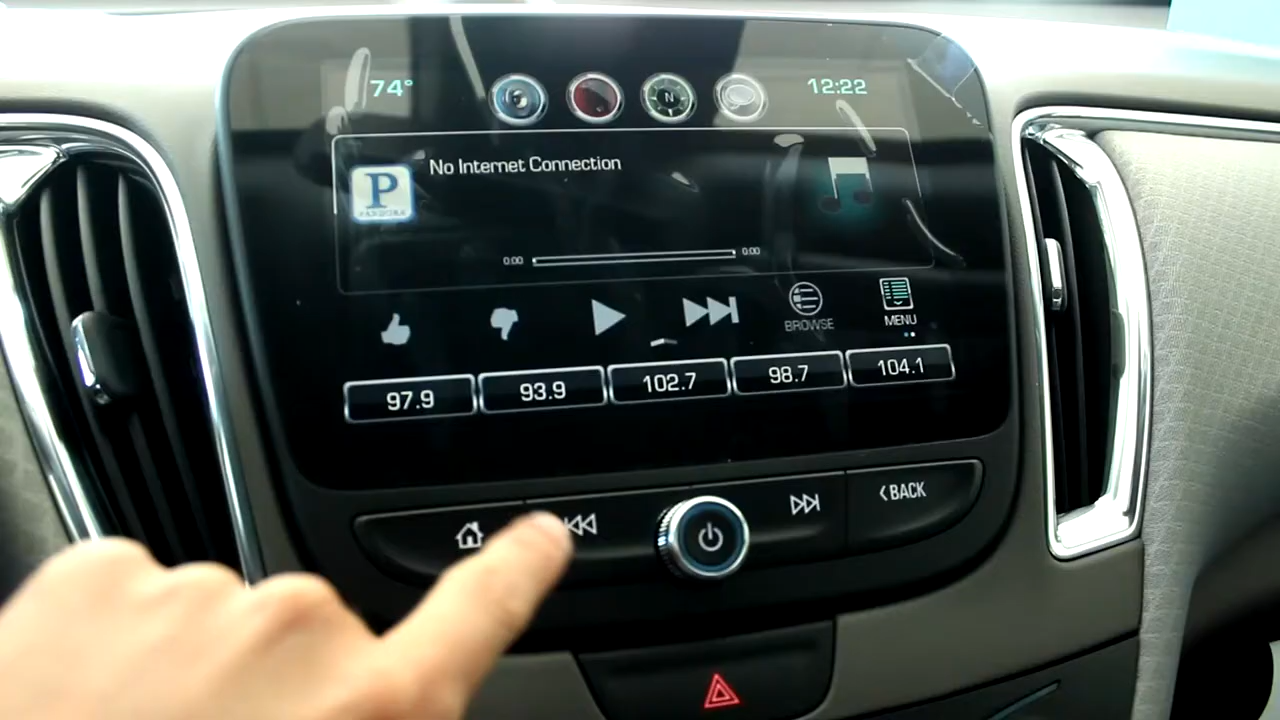 74°
N
12:22
No Internet Connection
P
PANDORA
0:00
0:00
BROWSE
MENU
97.9
93.9
102.7
98.7
104.1
BACK